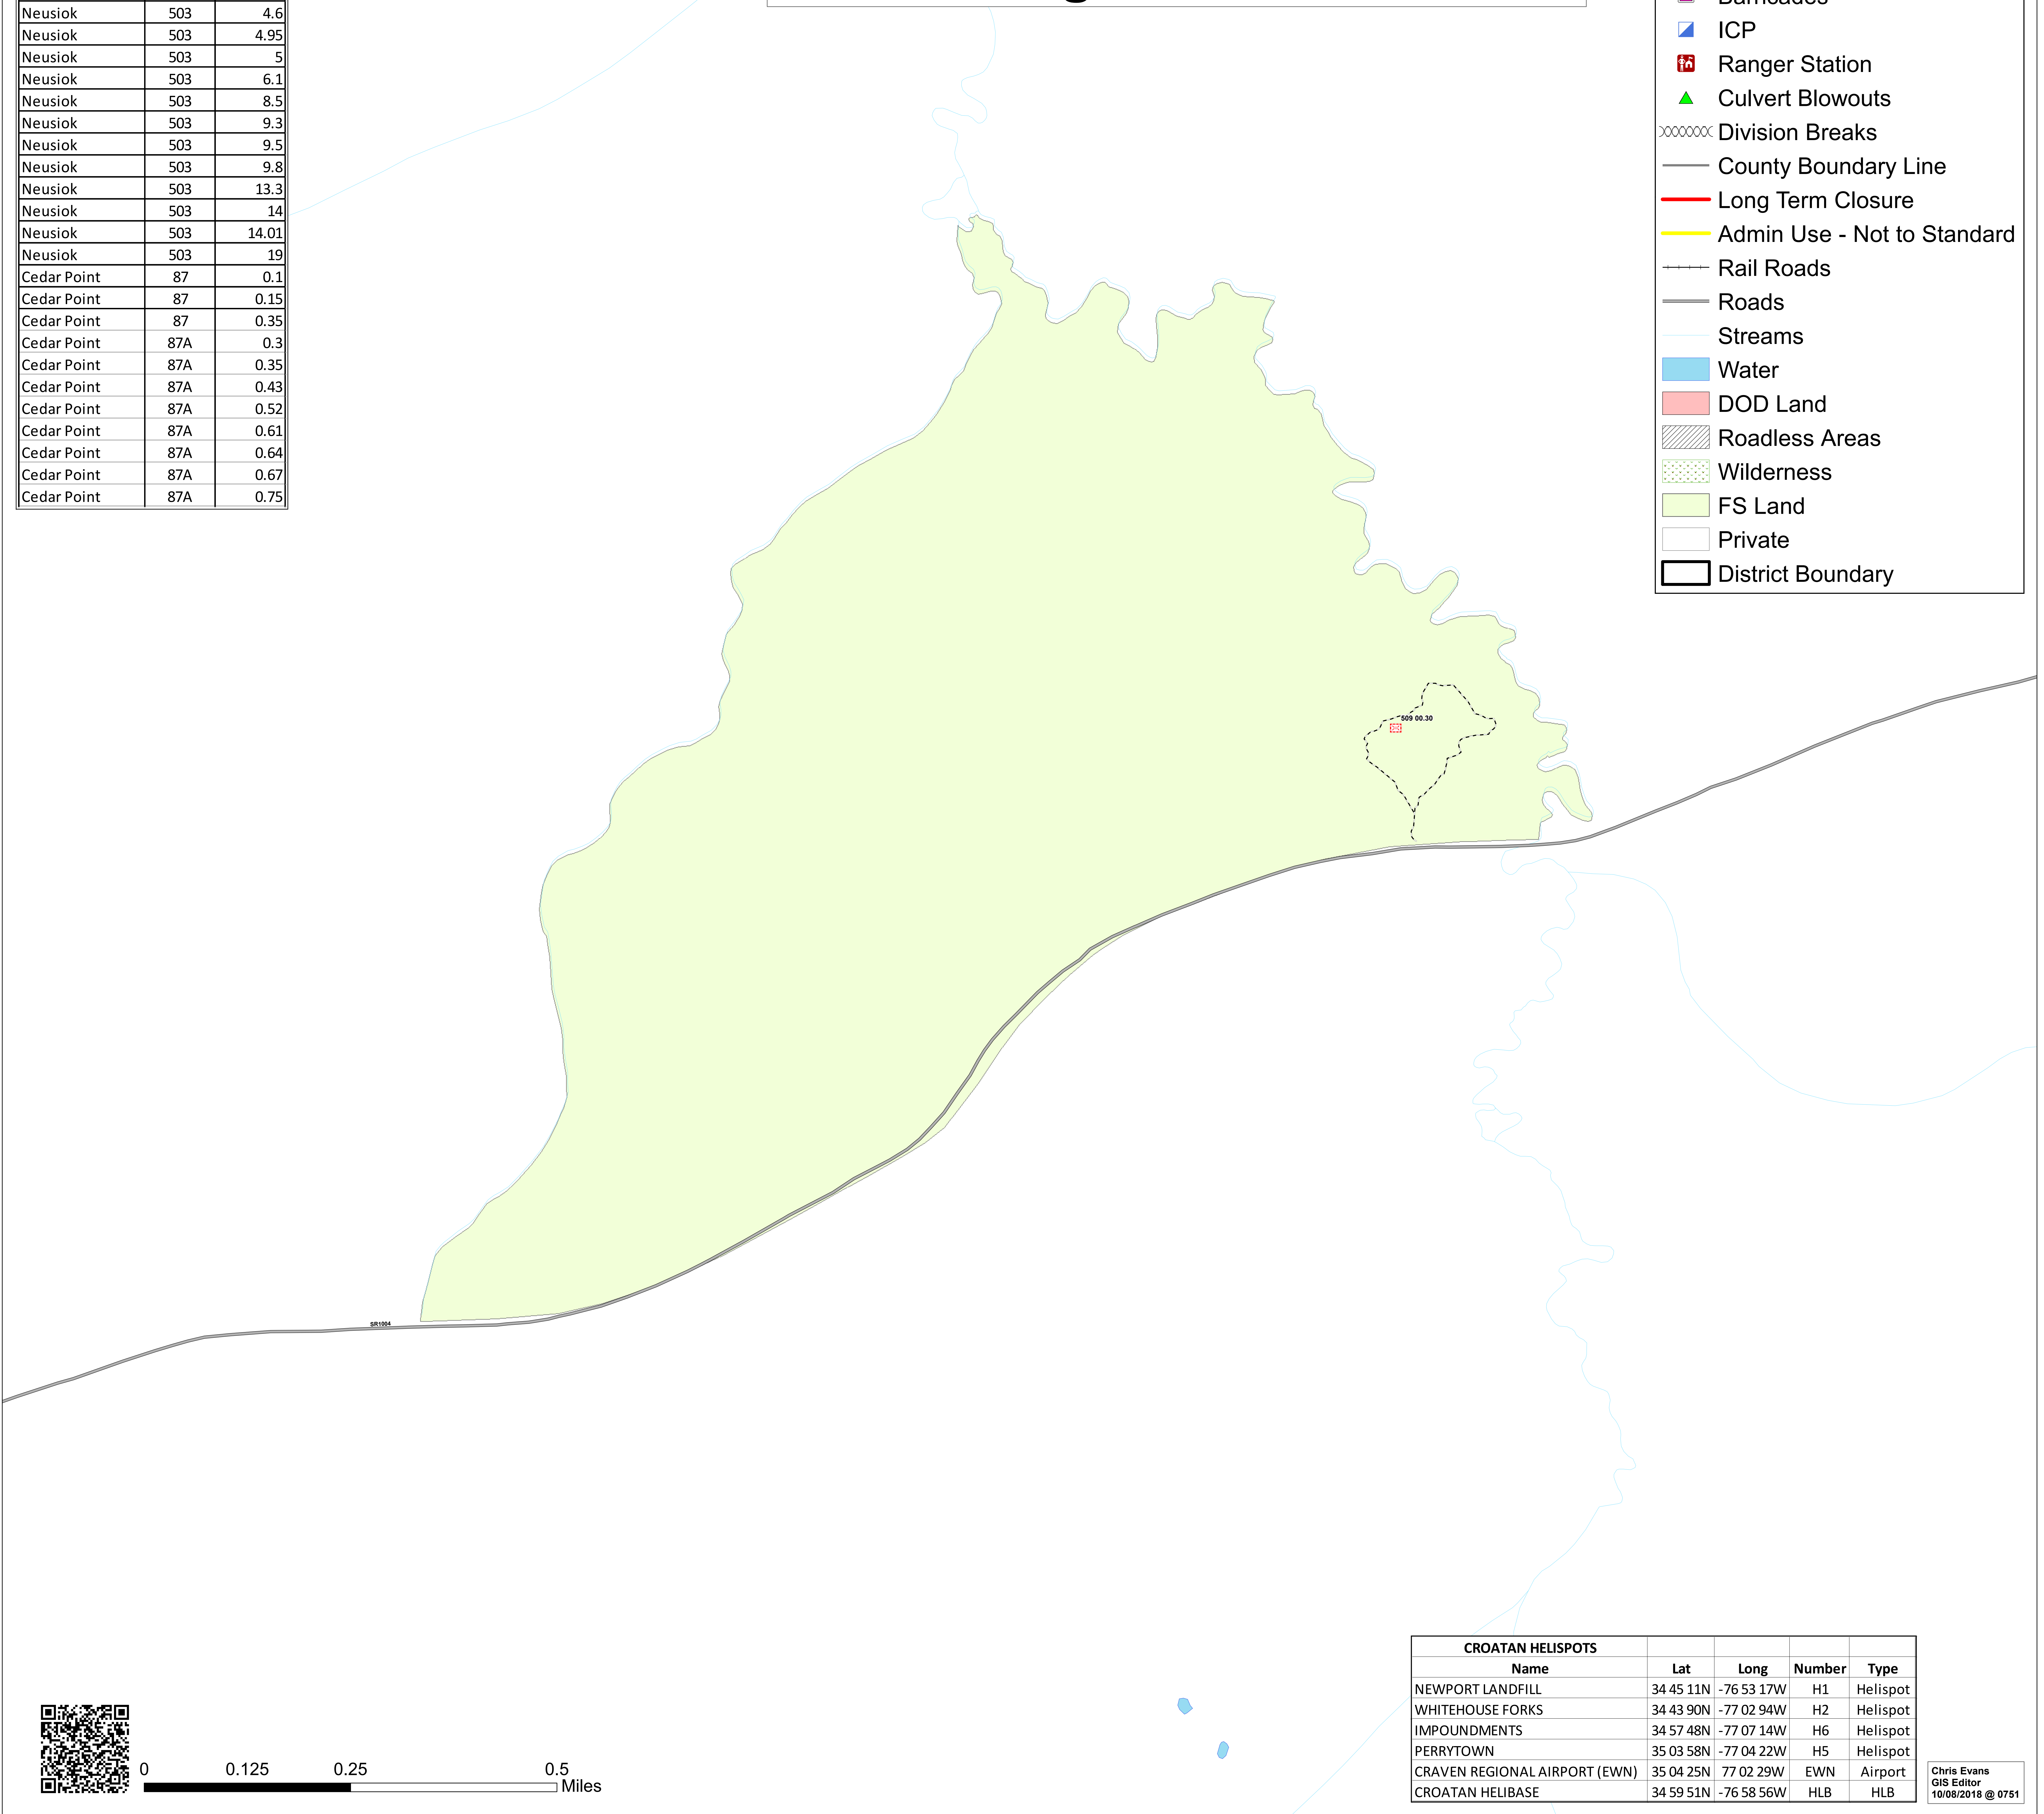 Neusiok 503 4.6
Neusiok 503 4.95
Neusiok 503 5
Neusiok 503 6.1
Neusiok 503 8.5
Neusiok 503 9.3
Neusiok 503 9.5
Neusiok 503 9.8
Neusiok 503 13.3
Neusiok 503 14
Neusiok 503 14.01
Neusiok 503 19
Cedar Point 87 0.1
Cedar Point 87 0.15
Cedar Point 87 0.35
Cedar Point 87A 0.3
Cedar Point 87A 0.35
Cedar Point 87A 0.43
Cedar Point 87A 0.52
Cedar Point 87A 0.61
Cedar Point 87A 0.64
Cedar Point 87A 0.67
Cedar Point 87A 0.75
Barricades
ICP
Ranger Station
Culvert Blowouts
Division Breaks
County Boundary Line
Long Term Closure
Admin Use - Not to Standard
Rail Roads
Roads
Streams
Water
DOD Land
Roadless Areas
Wilderness
FS Land
Private
District Boundary
509 00.30
SR1004
0 0.125 0.25 0.5
Miles
CROATAN HELISPOTS
Name Lat Long Number Type
NEWPORT LANDFILL 34 45 11N -76 53 17W H1 Helispot
WHITEHOUSE FORKS 34 43 90N -77 02 94W H2 Helispot
IMPOUNDMENTS 34 57 48N -77 07 14W H6 Helispot
PERRYTOWN 35 03 58N -77 04 22W H5 Helispot
CRAVEN REGIONAL AIRPORT (EWN) 35 04 25N 77 02 29W EWN Airport
CROATAN HELIBASE 34 59 51N -76 58 56W HLB HLB
Chris Evans
GIS Editor
10/08/2018 @ 0751